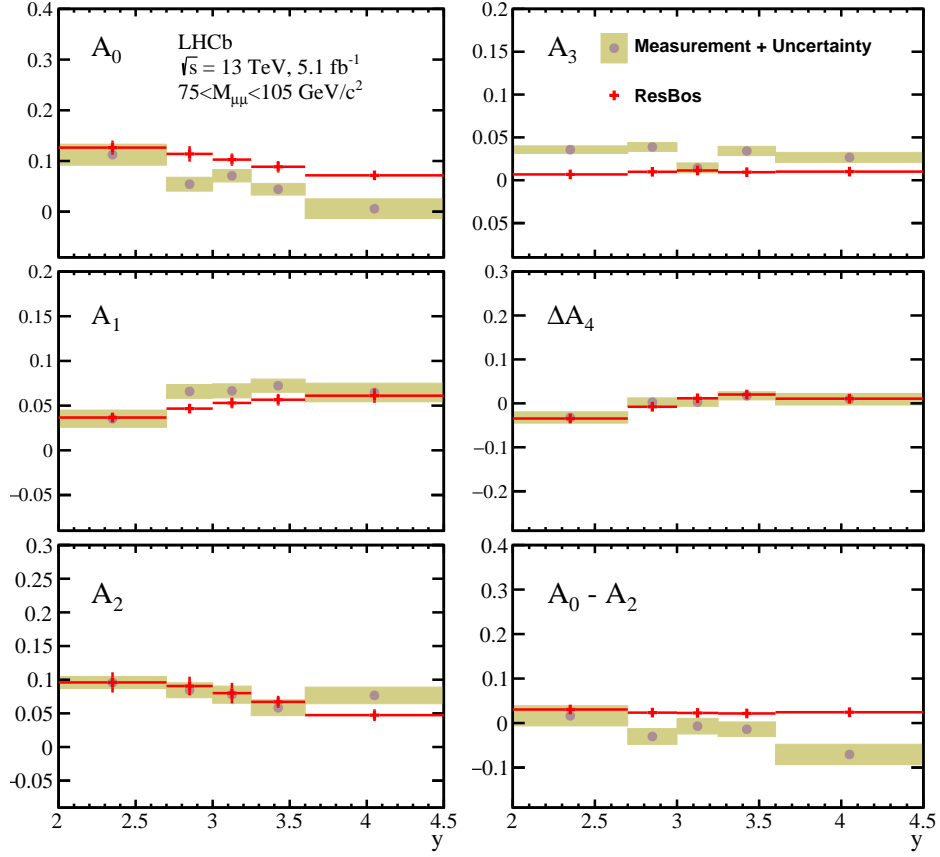 0.4
0.3
0.2
0.1
0
A₀
LHCb
√s = 13 TeV, 5.1 fb⁻¹
75<M_μμ<105 GeV/c²
0.2
0.15
0.1
0.05
0
0.05
A₃
Measurement + Uncertainty
ResBos
0.2
0.15
0.1
0.05
0
−0.05
A₁
0.3
0.2
0.1
0
−0.1
−0.2
ΔA₄
0.3
0.25
0.2
0.15
0.1
0.05
0
0.05
A₂
2 2.5 3 3.5 4 4.5
y
0.4
0.3
0.2
0.1
0
−0.1
A₀ - A₂
2 2.5 3 3.5 4 4.5
y